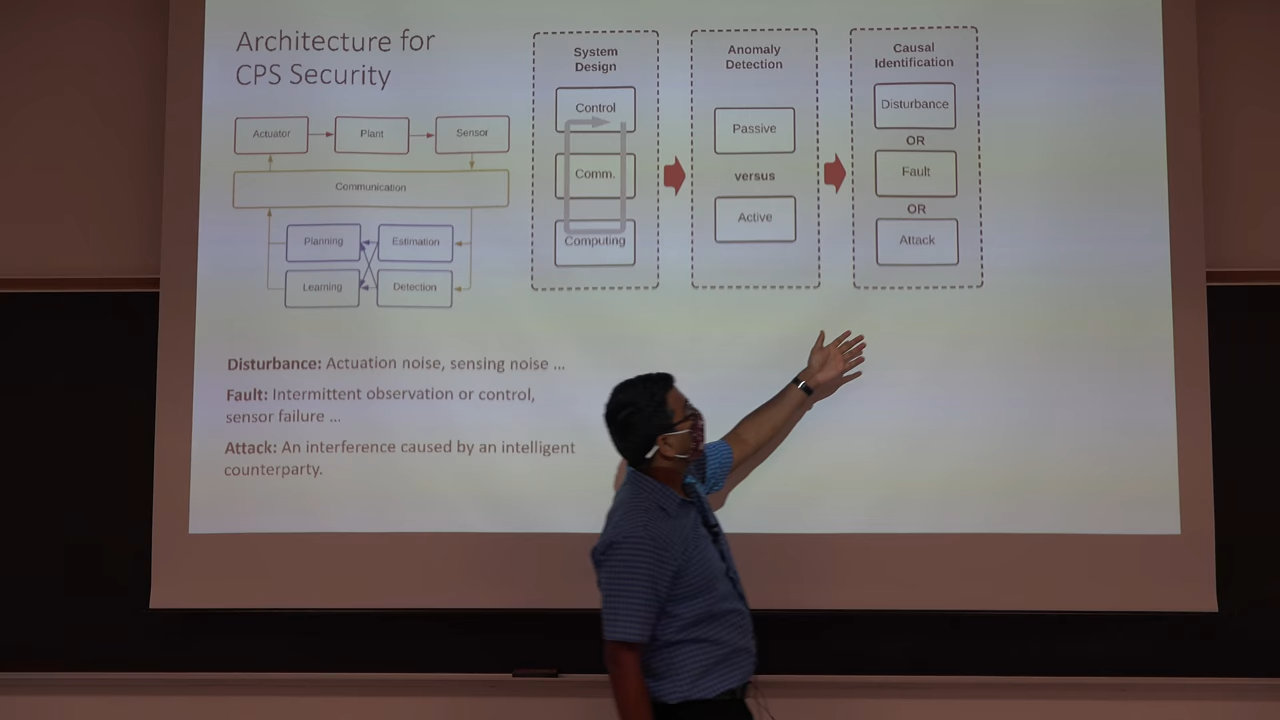 Architecture for
CPS Security
Actuator
Plant
Sensor
Communication
Planning
Estimation
Learning
Detection
System
Design
Control
Comm.
Computing
Anomaly
Detection
Passive
versus
Active
Causal
Identification
Disturbance
OR
Fault
OR
Attack
Disturbance: Actuation noise, sensing noise ...
Fault: Intermittent observation or control,
sensor failure ...
Attack: An interference caused by an intelligent
counterparty.